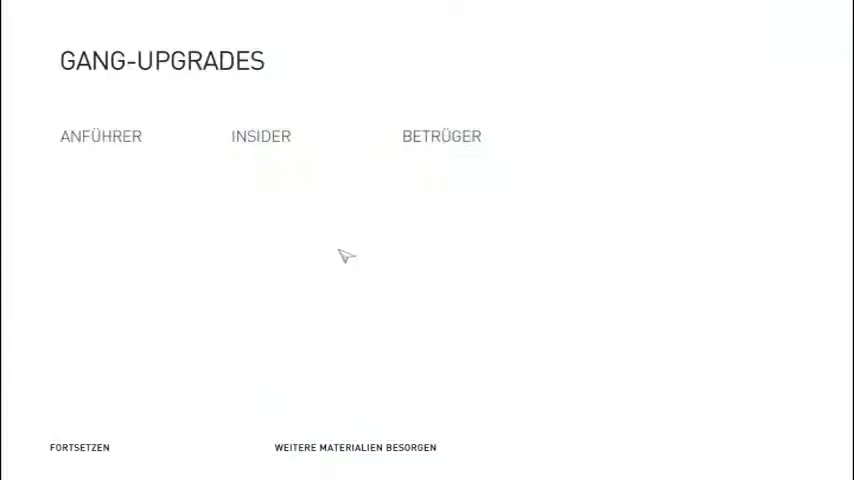 GANG-UPGRADES
ANFÜHRER INSIDER BETRÜGER
FORTSETZEN WEITERE MATERIALIEN BESORGEN